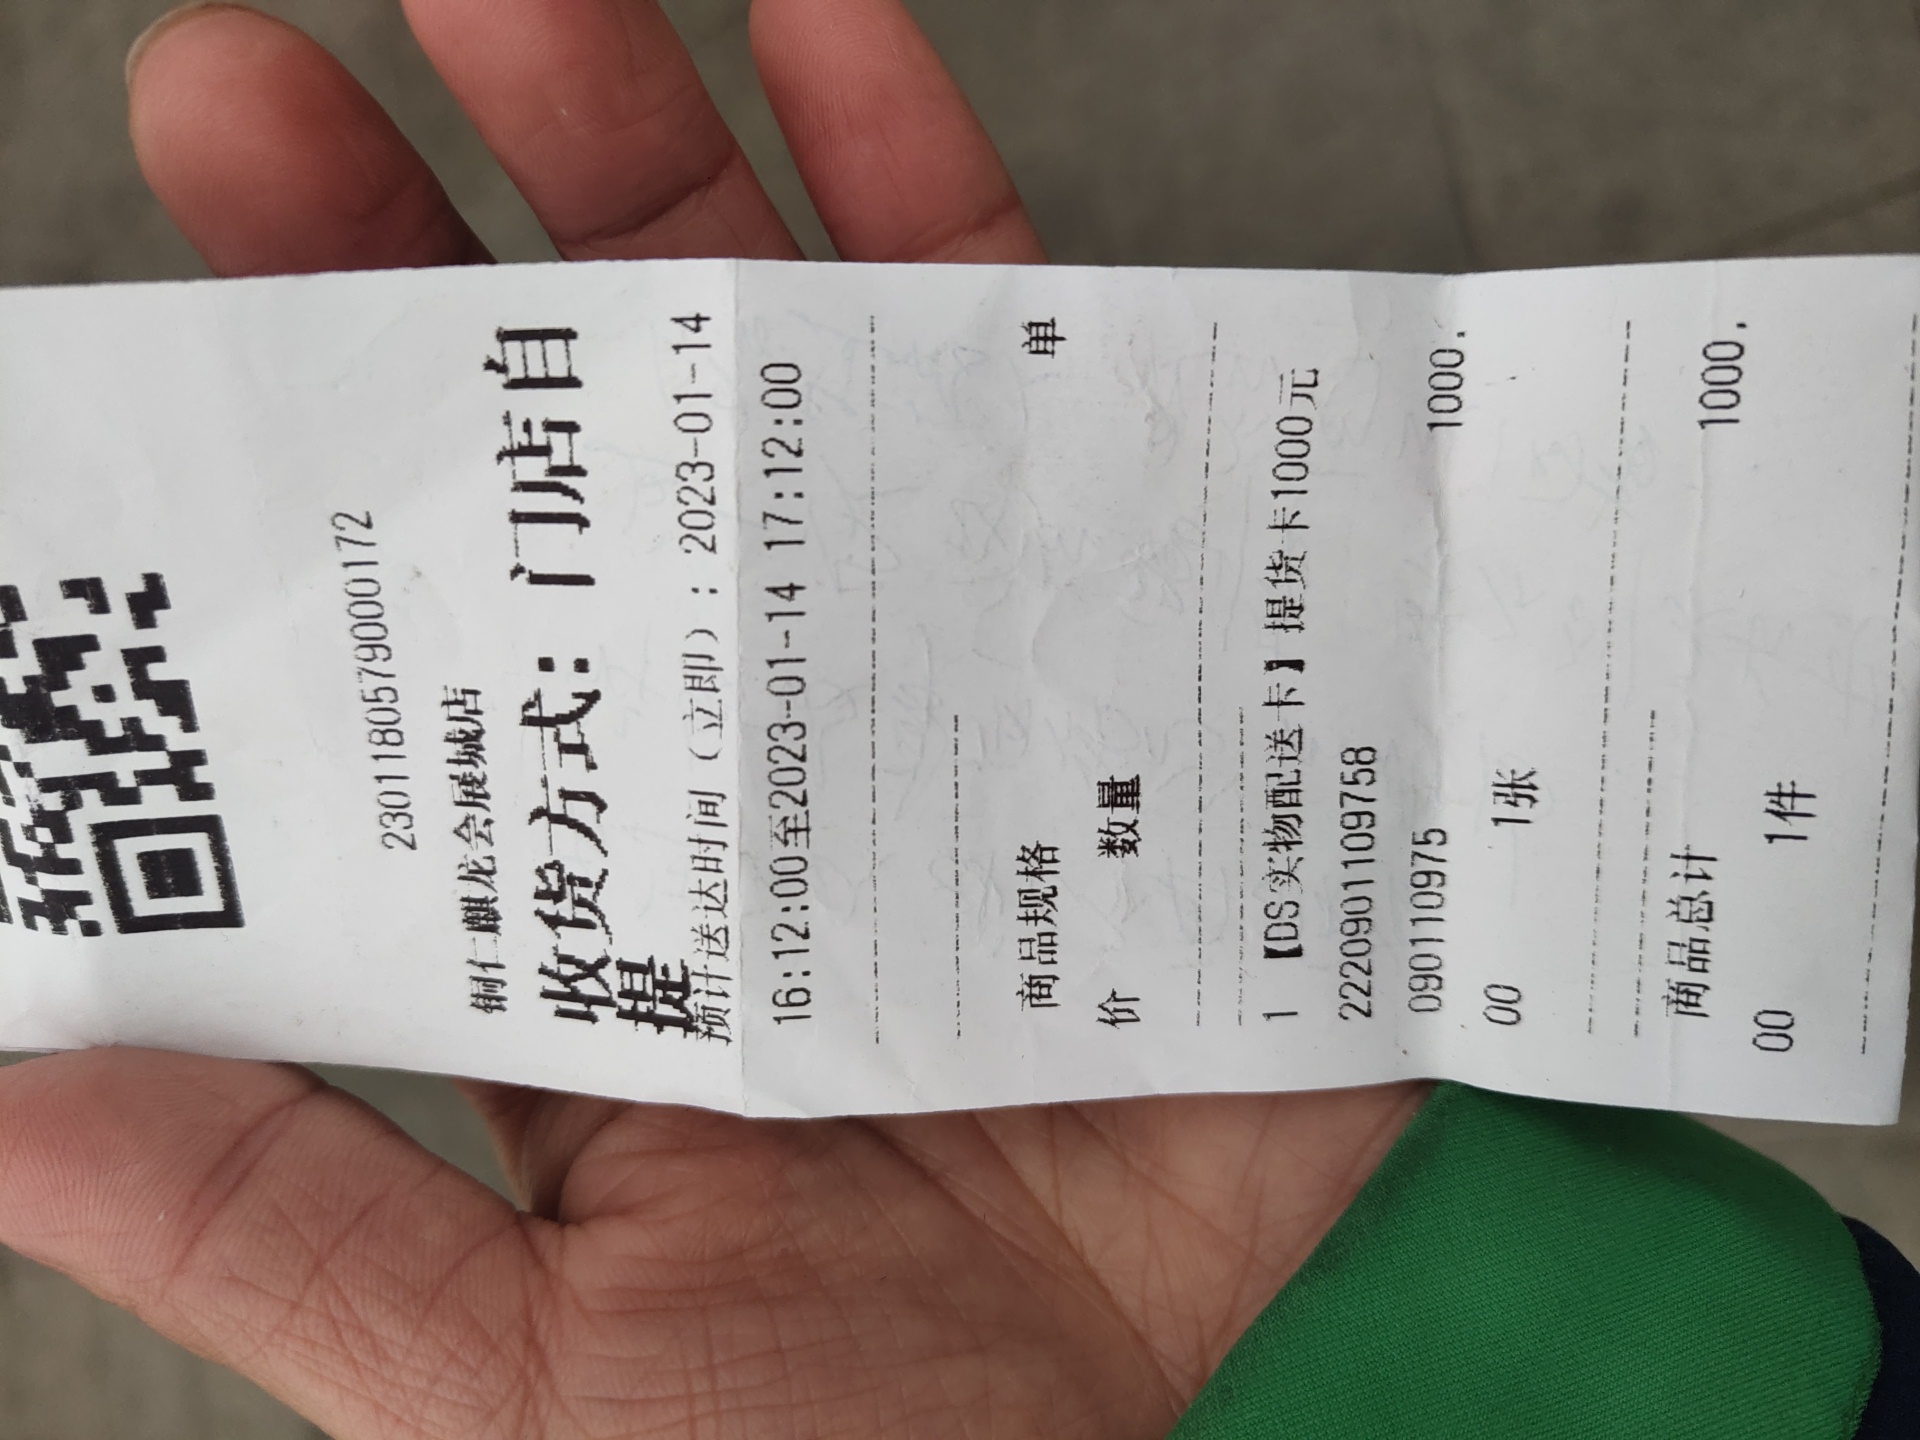 230118057900​0172
铜仁麒龙会展城店
收货方式：门店自
提
预计送达时间（立即）：2023-01-14
16:12:00至2023-01-14 17:12:00
商品规格 单
价 数量
1 【DS实物配送卡】提货卡1000元
2220901109758
0901109975 1000.
00 1张
商品总计 1000.
00 1件